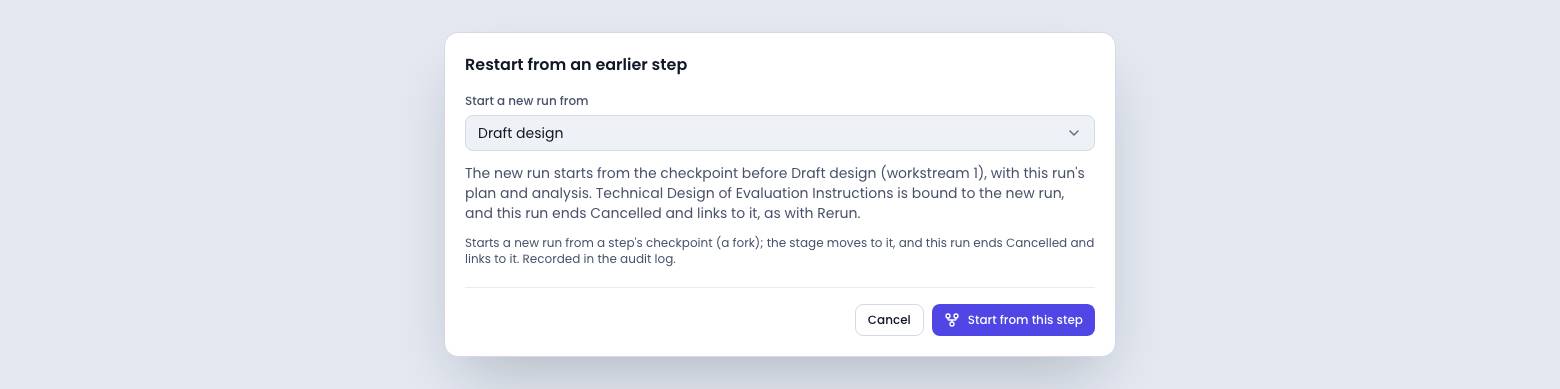 Restart from an earlier step
Start a new run from
Draft design
The new run starts from the checkpoint before Draft design (workstream 1), with this run's
plan and analysis. Technical Design of Evaluation Instructions is bound to the new run,
and this run ends Cancelled and links to it, as with Rerun.
Starts a new run from a step's checkpoint (a fork); the stage moves to it, and this run ends Cancelled and
links to it. Recorded in the audit log.
Cancel
Start from this step